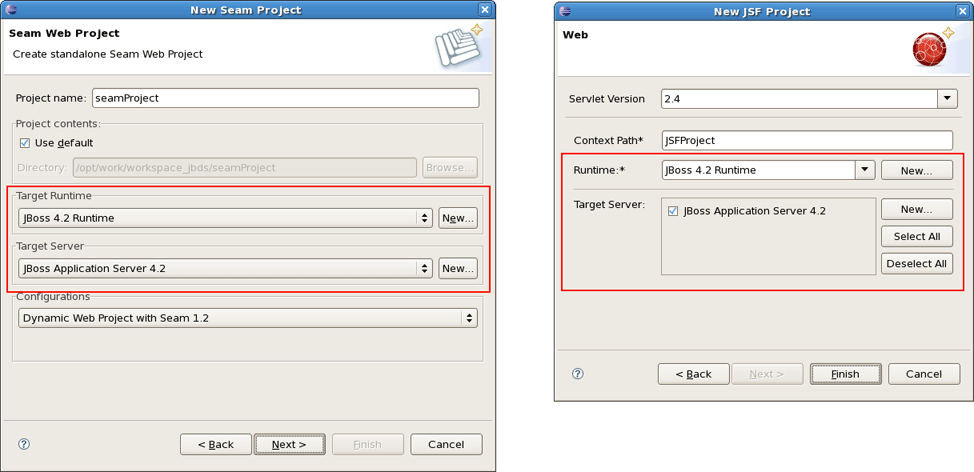 New Seam Project
Seam Web Project
Create standalone Seam Web Project
Project name: seamProject
Project contents:
Use default
Directory: /opt/work/workspace_jbds/seamProject Browse...
Target Runtime
JBoss 4.2 Runtime New...
Target Server
JBoss Application Server 4.2 New...
Configurations
Dynamic Web Project with Seam 1.2
? < Back Next > Finish Cancel
New JSF Project
Web
Servlet Version 2.4
Context Path* JSFProject
Runtime:* JBoss 4.2 Runtime New...
Target Server: JBoss Application Server 4.2 New...
Select All
Deselect All
? < Back Next > Finish Cancel